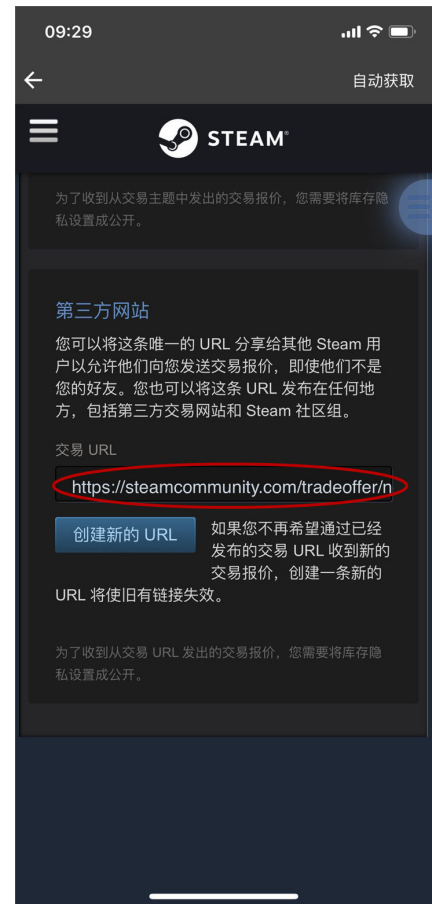 09:29
自动获取
STEAM®
为了收到从交易主题中发出的交易报价，您需要将库存隐
私设置成公开。
第三方网站
您可以将这条唯一的 URL 分享给其他 Steam 用
户以允许他们向您发送交易报价，即使他们不是
您的好友。您也可以将这条 URL 发布在任何地
方，包括第三方交易网站和 Steam 社区组。
交易 URL
https://steamcommunity.com/tradeoffer/n
创建新的 URL
如果您不再希望通过已经
发布的交易 URL 收到新的
交易报价，创建一条新的
URL 将使旧有链接失效。
为了收到从交易 URL 发出的交易报价，您需要将库存隐
私设置成公开。